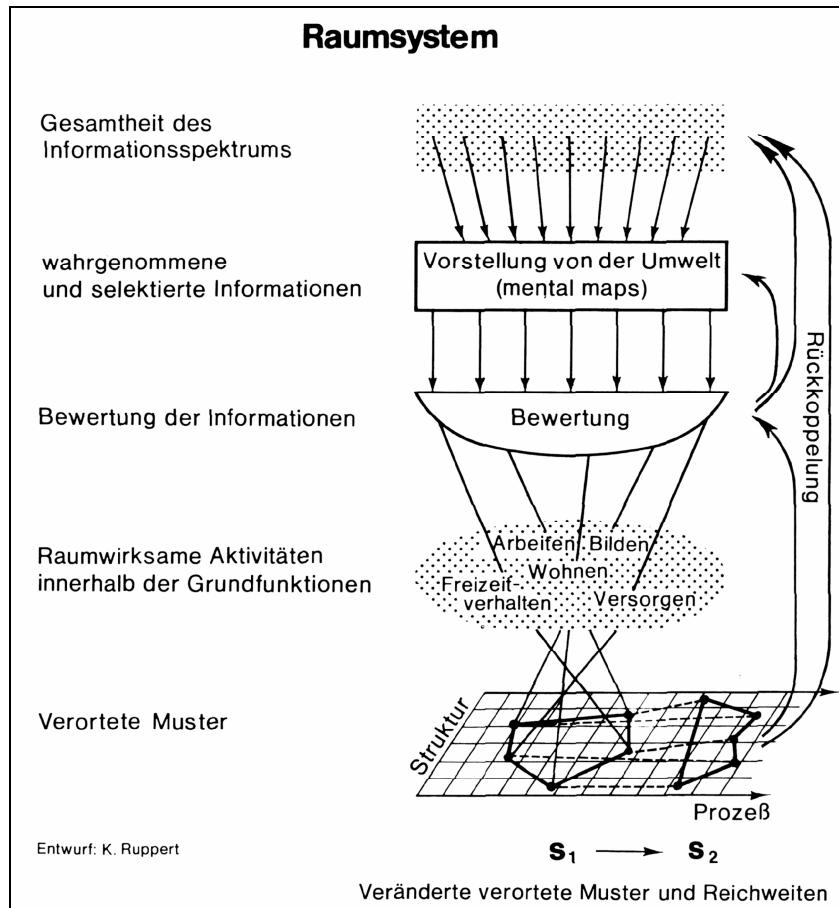 Raumsystem
Gesamtheit des
Informationsspektrums
wahrgenommene
und selektierte Informationen
Vorstellung von der Umwelt
(mental maps)
Bewertung der Informationen
Bewertung
Rückkoppelung
Raumwirksame Aktivitäten
innerhalb der Grundfunktionen
Arbeifen Bilden
Wohnen
Freizeif-
verhalten
Versorgen
Verortete Muster
Struktur
Prozeß
Entwurf: K. Ruppert
S1 S2
Veränderte verortete Muster und Reichweiten